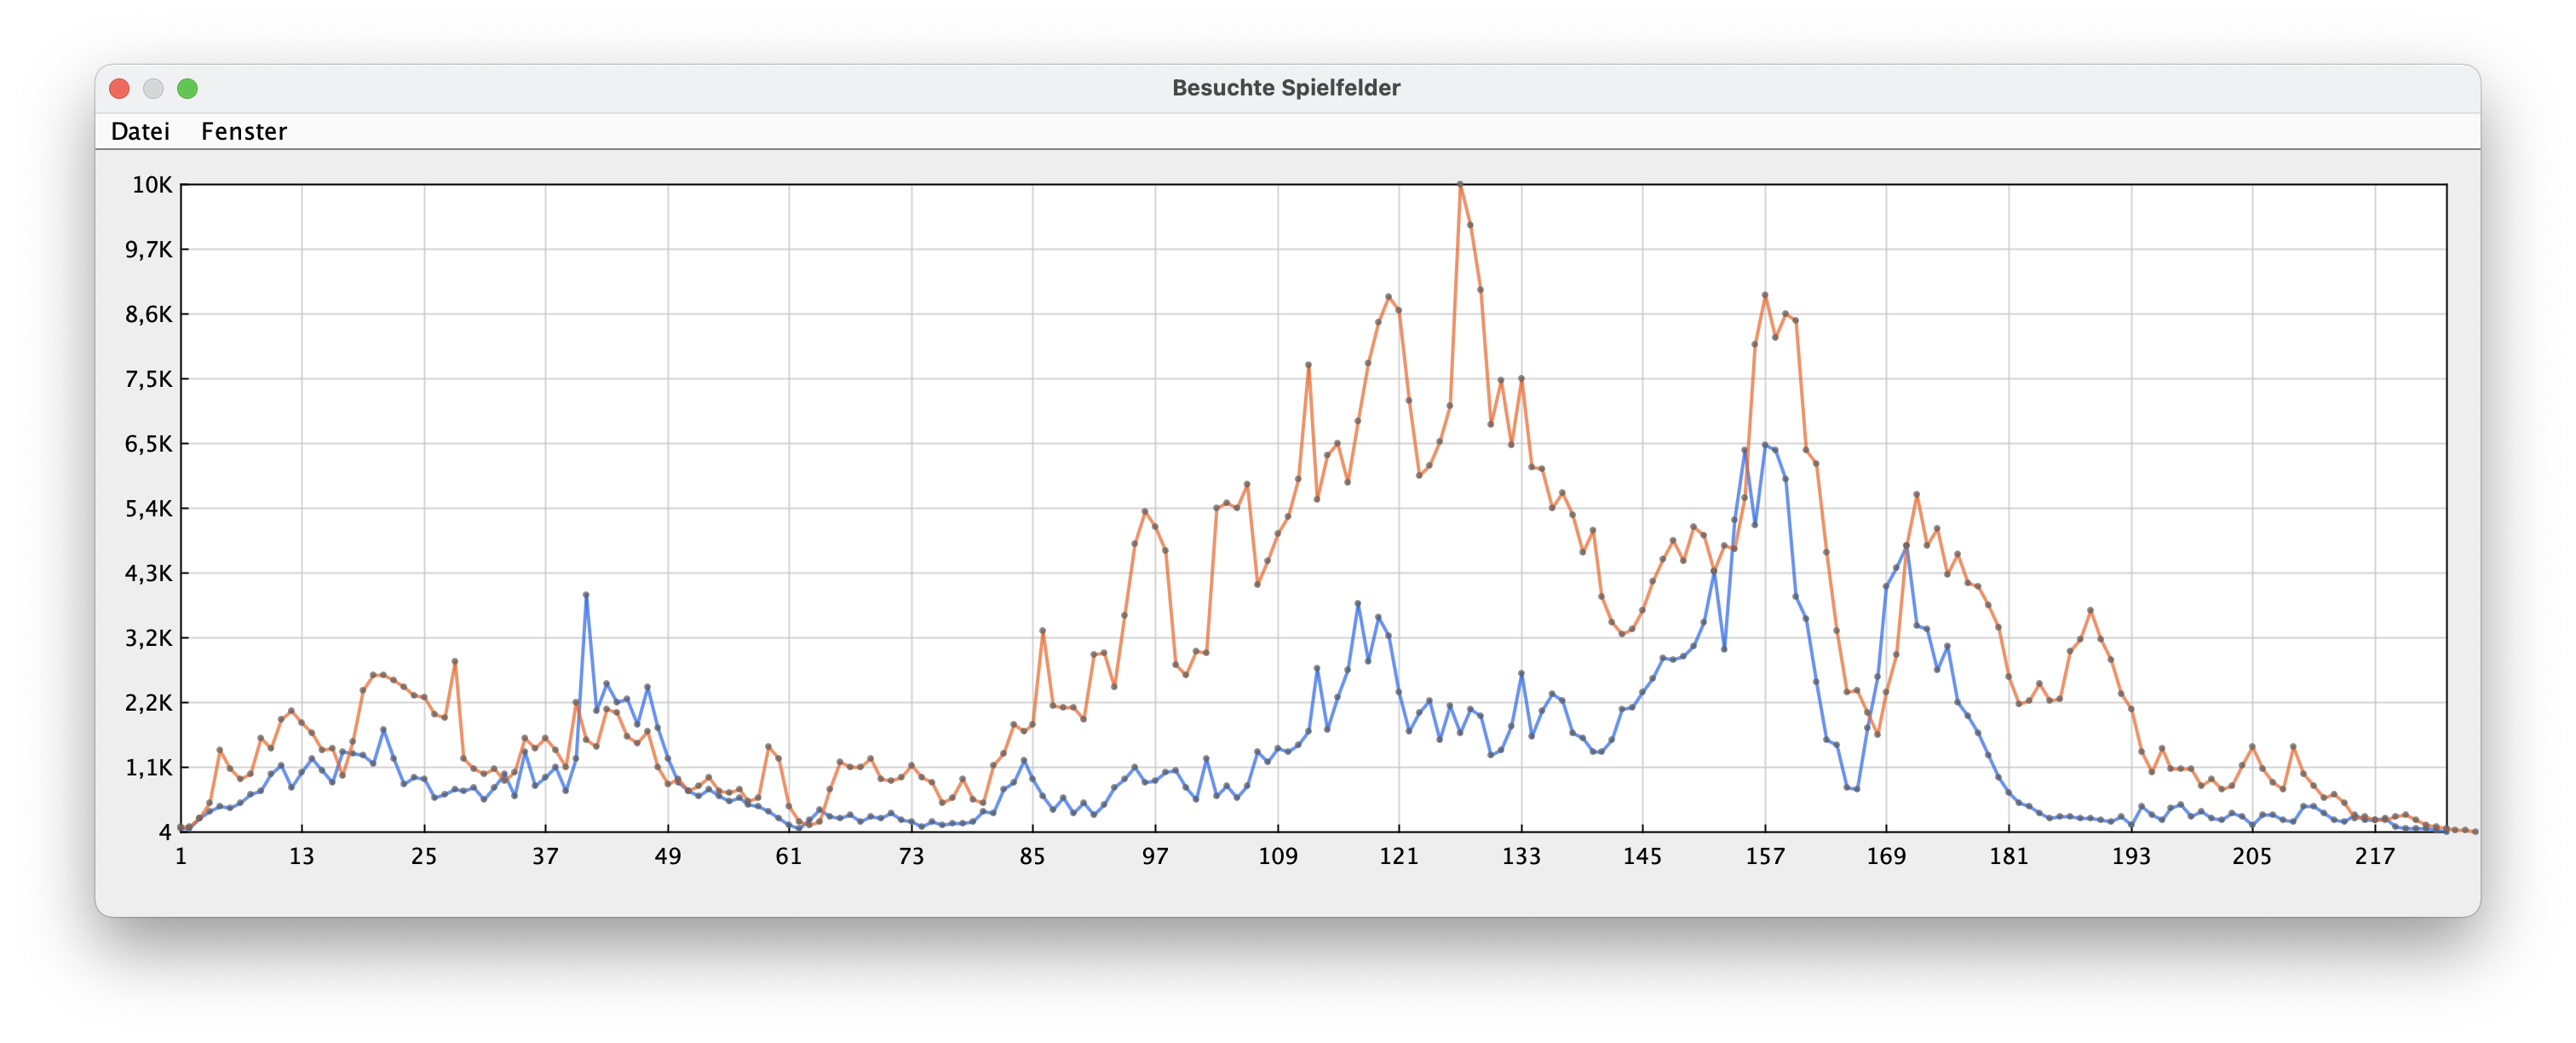 Besuchte Spielfelder
Datei Fenster
10K
9,7K
8,6K
7,5K
6,5K
5,4K
4,3K
3,2K
2,2K
1,1K
4
1 13 25 37 49 61 73 85 97 109 121 133 145 157 169 181 193 205 217